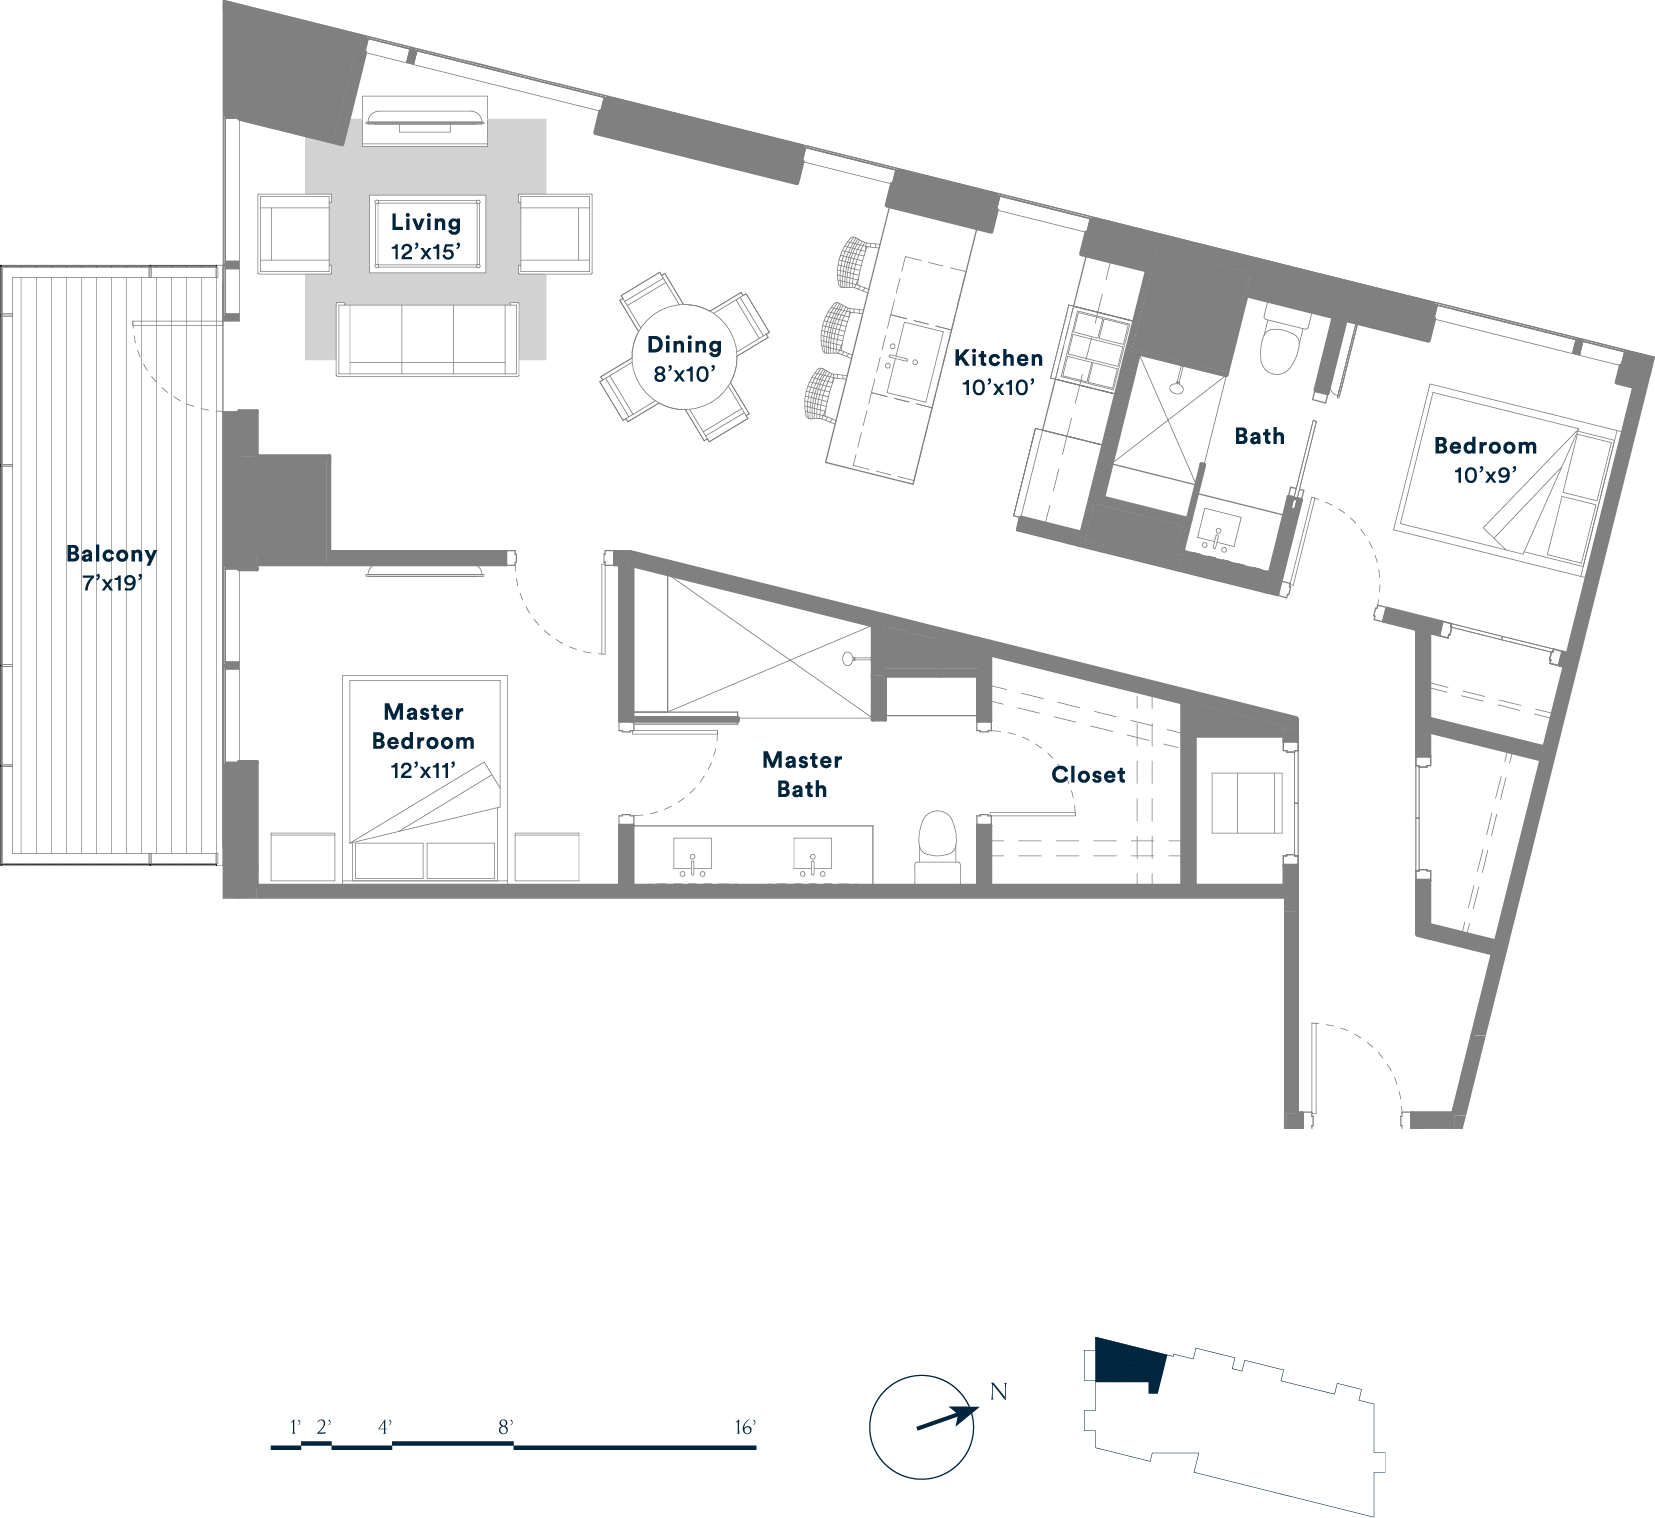 Living
12’x15’
Dining
8’x10’
Kitchen
10’x10’
Bath
Bedroom
10’x9’
Balcony
7’x19’
Master
Bedroom
12’x11’
Master
Bath
Closet
1’ 2’ 4’ 8’ 16’
N